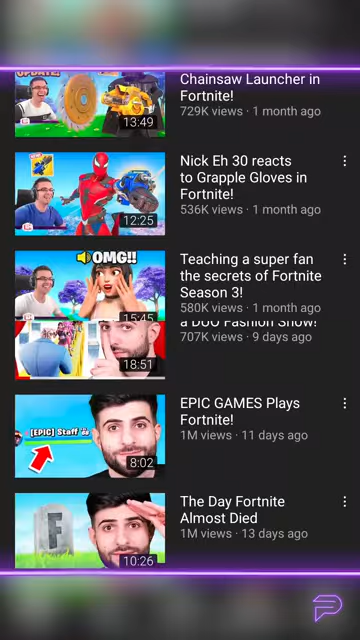 UPDATE!
Chainsaw Launcher in
Fortnite!
729K views · 1 month ago
13:49
Nick Eh 30 reacts
to Grapple Gloves in
Fortnite!
536K views · 1 month ago
12:25
OMG!!
Teaching a super fan
the secrets of Fortnite
Season 3!
580K views · 1 month ago
15:45
a DUO Fashion Show!
707K views · 9 days ago
18:51
EPIC GAMES Plays
Fortnite!
1M views · 11 days ago
[EPIC] Staff
8:02
The Day Fortnite
Almost Died
1M views · 13 days ago
F
10:26